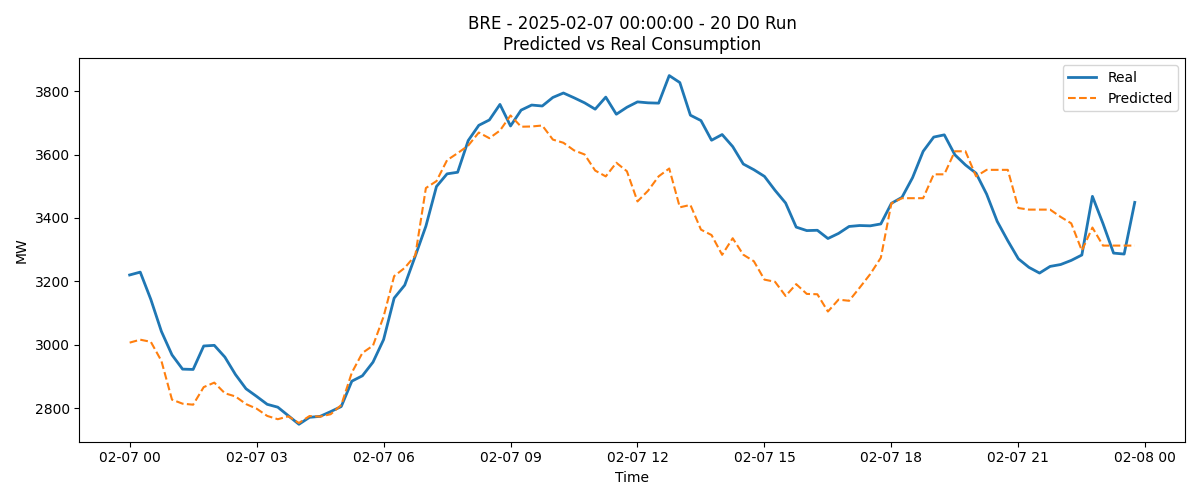 BRE - 2025-02-07 00:00:00 - 20 D0 Run
Predicted vs Real Consumption
Real
Predicted
MW
3800
3600
3400
3200
3000
2800
02-07 00
02-07 03
02-07 06
02-07 09
02-07 12
02-07 15
02-07 18
02-07 21
02-08 00
Time